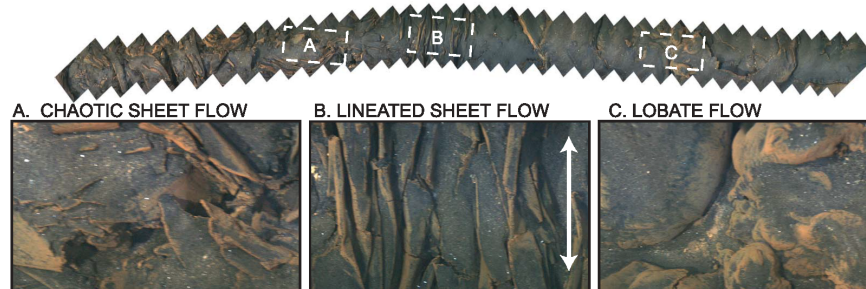 A
B
C
A. CHAOTIC SHEET FLOW
B. LINEATED SHEET FLOW
C. LOBATE FLOW